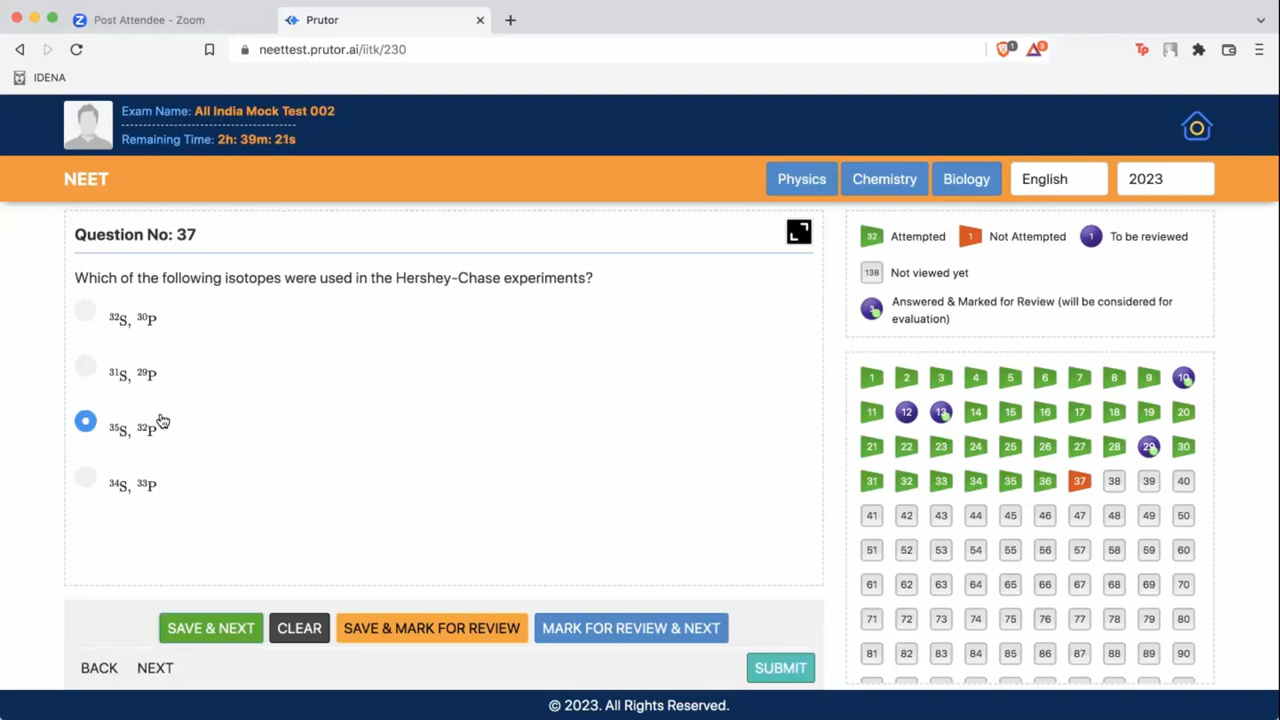 Post Attendee - Zoom
Prutor
neettest.prutor.ai/iitk/230
1
3
Tp
IDENA
Exam Name: All India Mock Test 002
Remaining Time: 2h: 39m: 21s
NEET
Physics
Chemistry
Biology
English
2023
Question No: 37
Which of the following isotopes were used in the Hershey-Chase experiments?
³²S, ³⁰P
³¹S, ²⁹P
³⁵S, ³²P
³⁴S, ³³P
SAVE & NEXT
CLEAR
SAVE & MARK FOR REVIEW
MARK FOR REVIEW & NEXT
BACK
NEXT
SUBMIT
32 Attempted
1 Not Attempted
1 To be reviewed
138 Not viewed yet
3 Answered & Marked for Review (will be considered for
evaluation)
1 2 3 4 5 6 7 8 9 10
11 12 13 14 15 16 17 18 19 20
21 22 23 24 25 26 27 28 29 30
31 32 33 34 35 36 37 38 39 40
41 42 43 44 45 46 47 48 49 50
51 52 53 54 55 56 57 58 59 60
61 62 63 64 65 66 67 68 69 70
71 72 73 74 75 76 77 78 79 80
81 82 83 84 85 86 87 88 89 90
© 2023. All Rights Reserved.